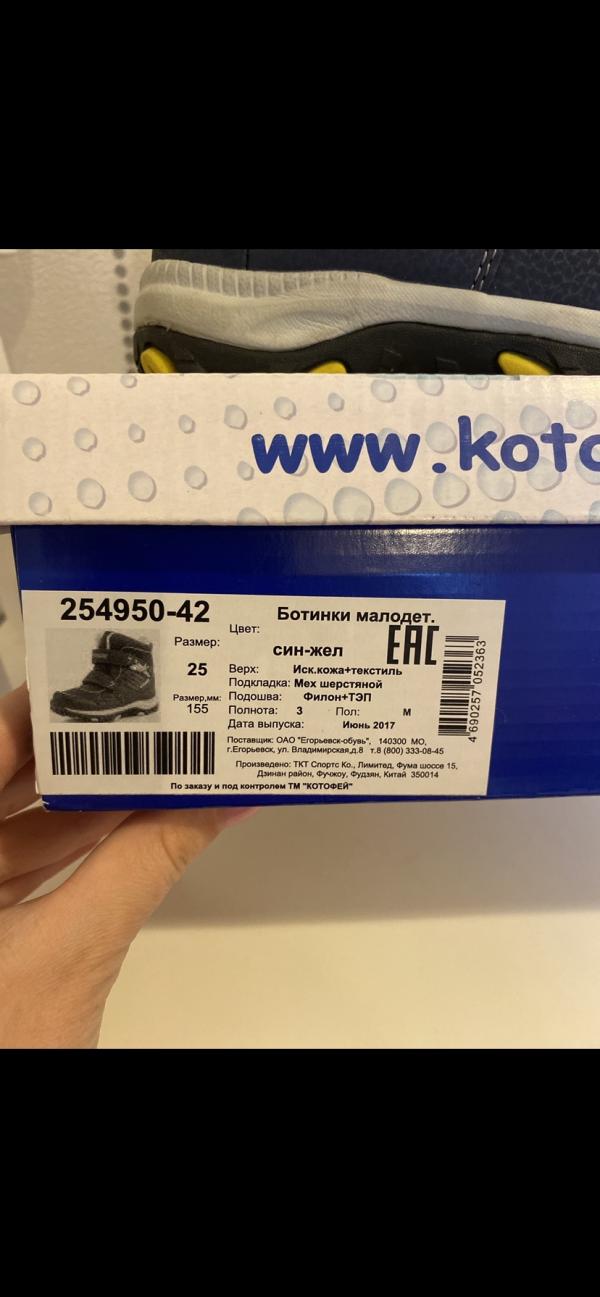 www.kото
254950-42
Ботинки малодет.
Цвет:
син-жел
EAC
Размер:
25
Размер,мм:
155
Верх: Иск.кожа+текстиль
Подкладка: Мех шерстяной
Подошва: Филон+ТЭП
Полнота: 3 Пол: М
Дата выпуска: Июнь 2017
4 690257 052363
Поставщик: ОАО "Егорьевск-обувь", 140300 МО,
г.Егорьевск, ул. Владимирская,д.8 т.8 (800) 333-08-45
Произведено: ТКТ Спортс Ко., Лимитед, Фума шоссе 15,
Дзинан район, Фучжоу, Фудзян, Китай 350014
По заказу и под контролем ТМ "КОТОФЕЙ"